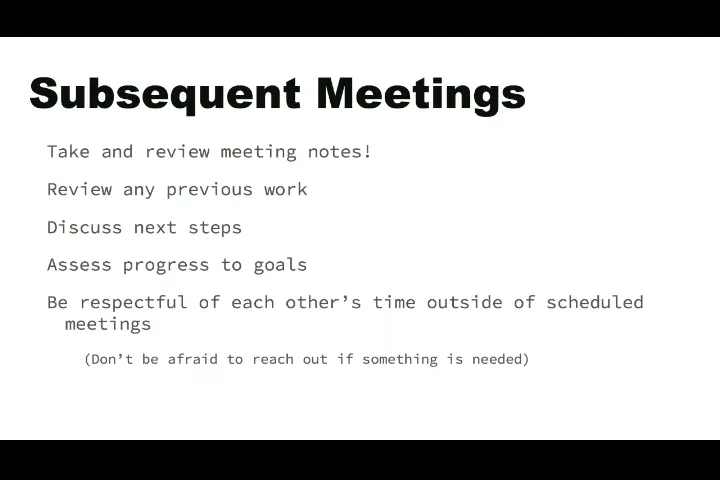 Subsequent Meetings
Take and review meeting notes!
Review any previous work
Discuss next steps
Assess progress to goals
Be respectful of each other’s time outside of scheduled
meetings
(Don’t be afraid to reach out if something is needed)